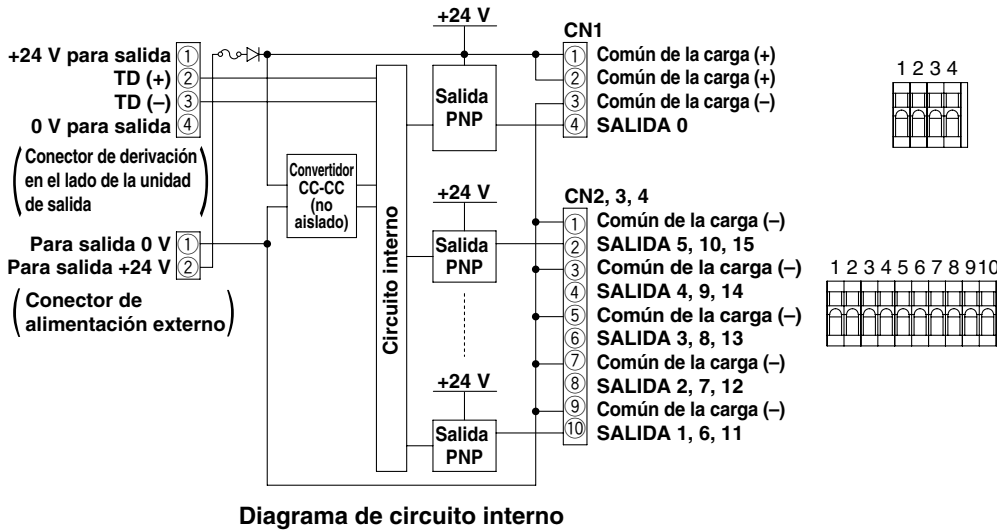 +24 V para salida ①
TD (+) ②
TD (–) ③
0 V para salida ④
(Conector de derivación
en el lado de la unidad
de salida)
Para salida 0 V ①
Para salida +24 V ②
(Conector de
alimentación externo)
Convertidor
CC-CC
(no
aislado)
Circuito interno
+24 V
Salida
PNP
+24 V
Salida
PNP
+24 V
Salida
PNP
CN1
① Común de la carga (+)
② Común de la carga (+)
③ Común de la carga (–)
④ SALIDA 0
CN2, 3, 4
① Común de la carga (–)
② SALIDA 5, 10, 15
③ Común de la carga (–)
④ SALIDA 4, 9, 14
⑤ Común de la carga (–)
⑥ SALIDA 3, 8, 13
⑦ Común de la carga (–)
⑧ SALIDA 2, 7, 12
⑨ Común de la carga (–)
⑩ SALIDA 1, 6, 11
1 2 3 4
1 2 3 4 5 6 7 8 9 10
Diagrama de circuito interno